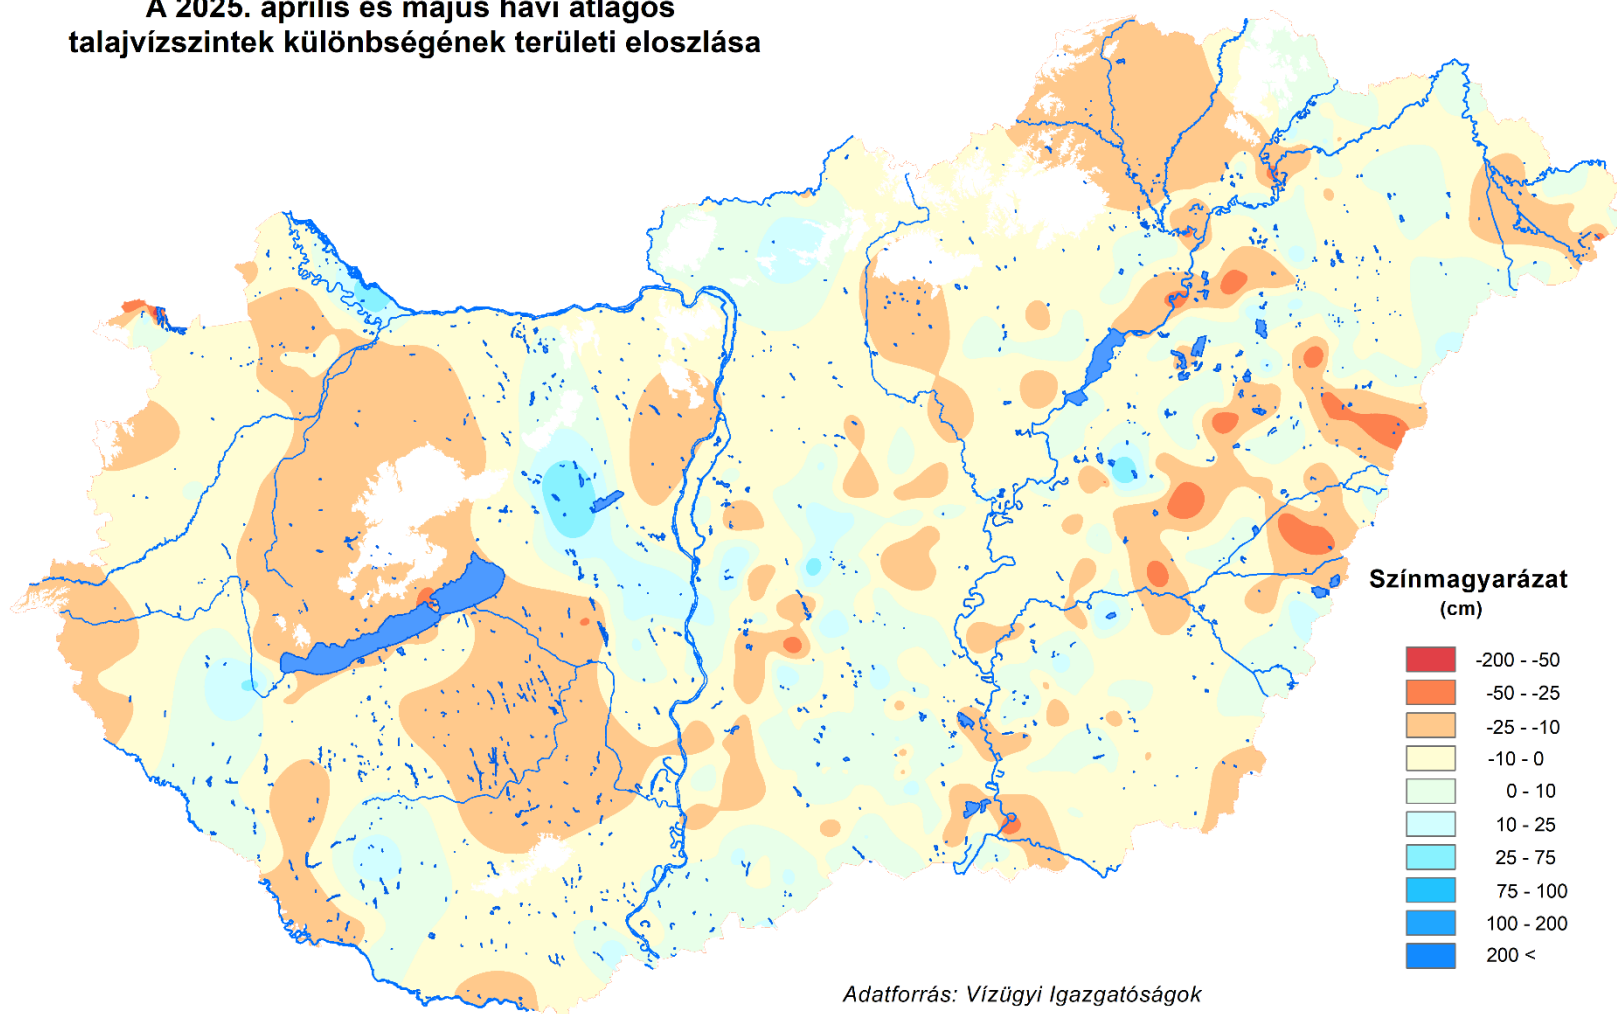 A 2025. április és május havi átlagos
talajvízszintek különbségének területi eloszlása
Színmagyarázat
(cm)
-200 - -50
-50 - -25
-25 - -10
-10 - 0
0 - 10
10 - 25
25 - 75
75 - 100
100 - 200
200 <
Adatforrás: Vízügyi Igazgatóságok